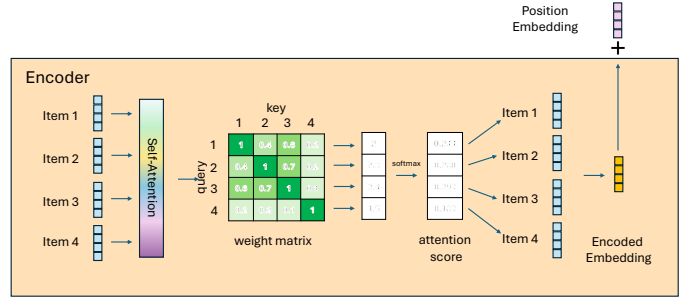 Position
Embedding
+
Encoder
Item 1
Item 2
Item 3
Item 4
Self-Attention
key
1 2 3 4
query
1 1 0.4 0.6
2 0.4 1 0.7
3 0.6 0.7 1
4 1
weight matrix
softmax
attention
score
Item 1
Item 2
Item 3
Item 4
Encoded
Embedding